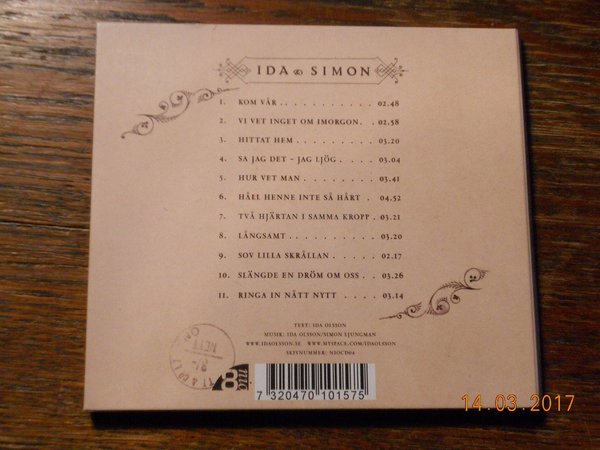 IDA & SIMON
1. KOM VÅR . . . . . . . . . . 02.48
2. VI VET INGET OM IMORGON. . . 02.58
3. HITTAT HEM . . . . . . . . . 03.20
4. SA JAG DET - JAG LJÖG . . . . 03.04
5. HUR VET MAN . . . . . . . . 03.41
6. HÅLL HENNE INTE SÅ HÅRT . . 04.52
7. TVÅ HJÄRTAN I SAMMA KROPP . 03.21
8. LÅNGSAMT . . . . . . . . . . 03.20
9. SOV LILLA SKRÅLLAN . . . . . 02.17
10. SLÄNGDE EN DRÖM OM OSS . . 03.26
11. RINGA IN NÅTT NYTT . . . . 03.14
TEXT: IDA OLSSON
MUSIK: IDA OLSSON/SIMON LJUNGMAN
WWW.IDAOLSSON.SE WWW.MYSPACE.COM/IDAOLSSON
SKIVNUMMER: NIOCD04
nio
8
7 320470 101575
14.03.2017